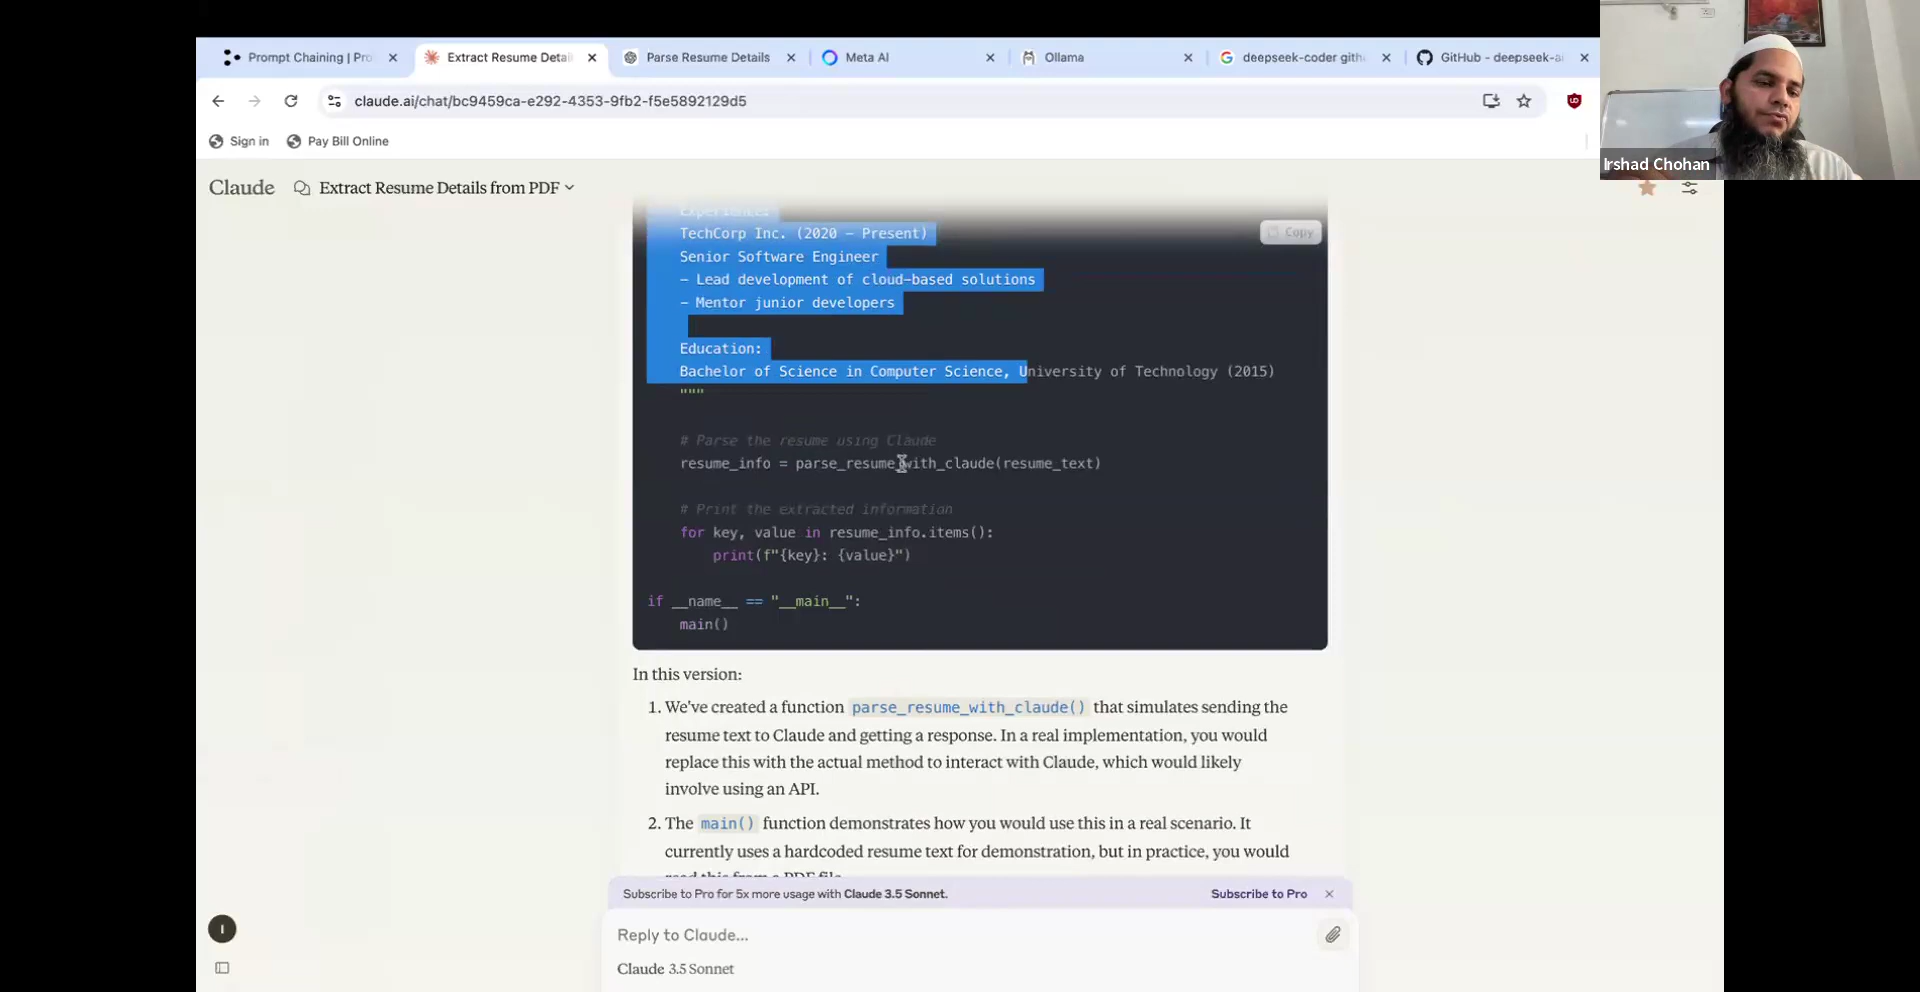 Prompt Chaining | Pro
Extract Resume Detai
Parse Resume Details
Meta AI
Ollama
deepseek-coder gith
GitHub - deepseek-a
claude.ai/chat/bc9459ca-e292-4353-9fb2-f5e5892129d5
Sign in
Pay Bill Online
Irshad Chohan
Claude
Extract Resume Details from PDF
Experience:
Copy
TechCorp Inc. (2020 - Present)
Senior Software Engineer
- Lead development of cloud-based solutions
- Mentor junior developers
Education:
Bachelor of Science in Computer Science, University of Technology (2015)
"""
# Parse the resume using Claude
resume_info = parse_resume_with_claude(resume_text)
# Print the extracted information
for key, value in resume_info.items():
print(f"{key}: {value}")
if __name__ == "__main__":
main()
In this version:
1. We've created a function parse_resume_with_claude() that simulates sending the
resume text to Claude and getting a response. In a real implementation, you would
replace this with the actual method to interact with Claude, which would likely
involve using an API.
2. The main() function demonstrates how you would use this in a real scenario. It
currently uses a hardcoded resume text for demonstration, but in practice, you would
read this from a PDF file.
Subscribe to Pro for 5x more usage with Claude 3.5 Sonnet.
Subscribe to Pro
I
Reply to Claude...
Claude 3.5 Sonnet